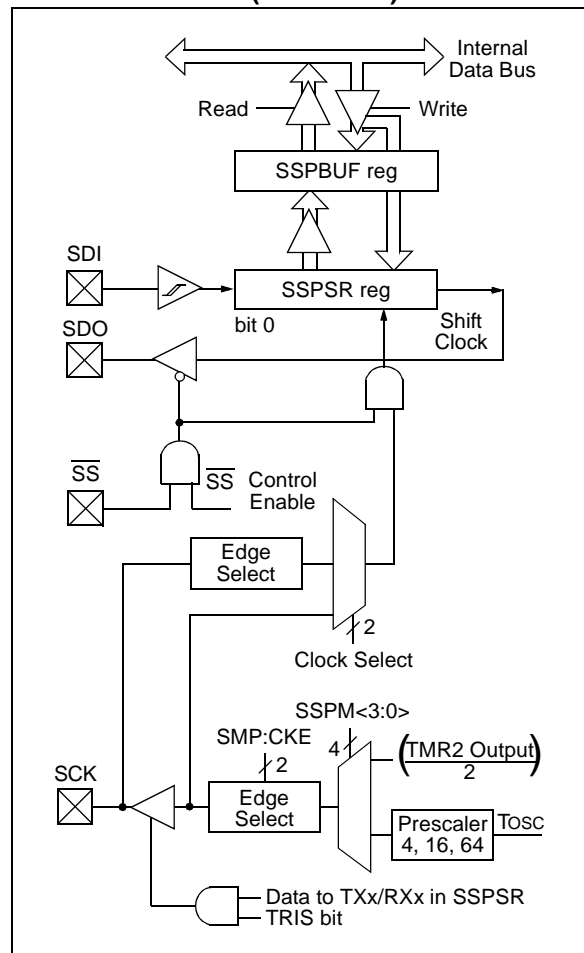 Internal
Data Bus
Read
Write
SSPBUF reg
SDI
SSPSR reg
bit 0
Shift
Clock
SDO
SS
SS Control
Enable
Edge
Select
2
Clock Select
SSPM<3:0>
SMP:CKE
4
(TMR2 Output)
2
2
SCK
Edge
Select
Prescaler
4, 16, 64
TOSC
Data to TXx/RXx in SSPSR
TRIS bit